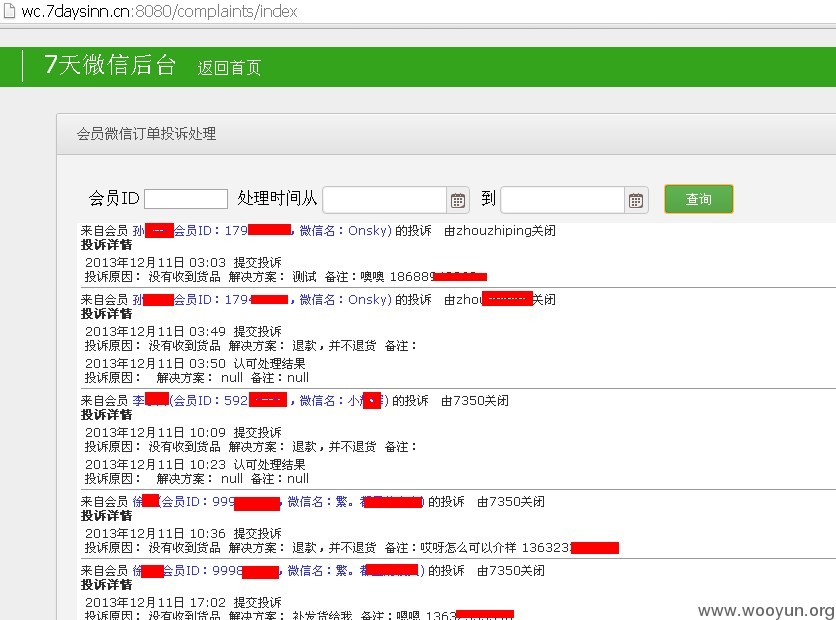 wc.7daysinn.cn:8080/complaints/index
7天微信后台 返回首页
会员微信订单投诉处理
会员ID 处理时间从 到 查询
来自会员 孙 会员ID：179 ，微信名：Onsky) 的投诉 由zhouzhiping关闭
投诉详情
2013年12月11日 03:03 提交投诉
投诉原因： 没有收到货品 解决方案： 测试 备注：噢噢 18688
来自会员 孙 会员ID：179 ，微信名：Onsky) 的投诉 由zhou 关闭
投诉详情
2013年12月11日 03:49 提交投诉
投诉原因： 没有收到货品 解决方案： 退款，并不退货 备注：
2013年12月11日 03:50 认可处理结果
投诉原因： 解决方案： null 备注：null
来自会员 李 (会员ID：592 ，微信名：小 ) 的投诉 由7350关闭
投诉详情
2013年12月11日 10:09 提交投诉
投诉原因： 没有收到货品 解决方案： 退款，并不退货 备注：
2013年12月11日 10:23 认可处理结果
投诉原因： 解决方案： null 备注：null
来自会员 徐 (会员ID：999 ，微信名：繁。 ) 的投诉 由7350关闭
投诉详情
2013年12月11日 10:36 提交投诉
投诉原因： 没有收到货品 解决方案： 退款，并不退货 备注：哎呀怎么可以介样 136323
来自会员 徐 会员ID：9998 ，微信名：繁。 ) 的投诉 由7350关闭
投诉详情
2013年12月11日 17:02 提交投诉
投诉原因： 没有收到货品 解决方案： 补发货给我 备注：嗯嗯 1363
www.wooyun.org